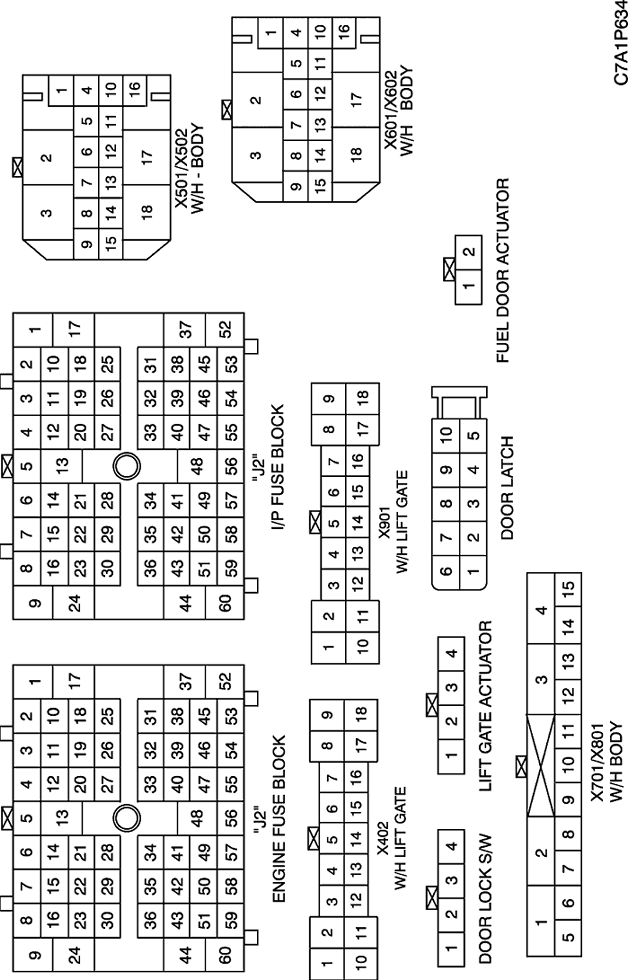 9 8 7 6 5 4 3 2 1
16 15 14 13 12 11 10
24 23 22 21 20 19 18 17
30 29 28 27 26 25
36 35 34 33 32 31
44 43 42 41 40 39 38 37
51 50 49 48 47 46 45
60 59 58 57 56 55 54 53 52
"J2"
ENGINE FUSE BLOCK
9 8 7 6 5 4 3 2 1
16 15 14 13 12 11 10
24 23 22 21 20 19 18 17
30 29 28 27 26 25
36 35 34 33 32 31
44 43 42 41 40 39 38 37
51 50 49 48 47 46 45
60 59 58 57 56 55 54 53 52
"J2"
I/P FUSE BLOCK
3 2 1
9 8 7 6 5 4
15 14 13 12 11 10
18 17 16
X501/X502
W/H - BODY
3 2 1
9 8 7 6 5 4
15 14 13 12 11 10
18 17 16
X601/X602
W/H BODY
1 2 3 4 5 6 7 8 9
10 11 12 13 14 15 16 17 18
X402
W/H LIFT GATE
1 2 3 4 5 6 7 8 9
10 11 12 13 14 15 16 17 18
X901
W/H LIFT GATE
1 2 3 4
DOOR LOCK S/W
1 2 3 4
LIFT GATE ACTUATOR
6 7 8 9 10
1 2 3 4 5
DOOR LATCH
1 2
FUEL DOOR ACTUATOR
1 2 3 4
5 6 7 8 9 10 11 12 13 14 15
X701/X801
W/H BODY
C7A1P634